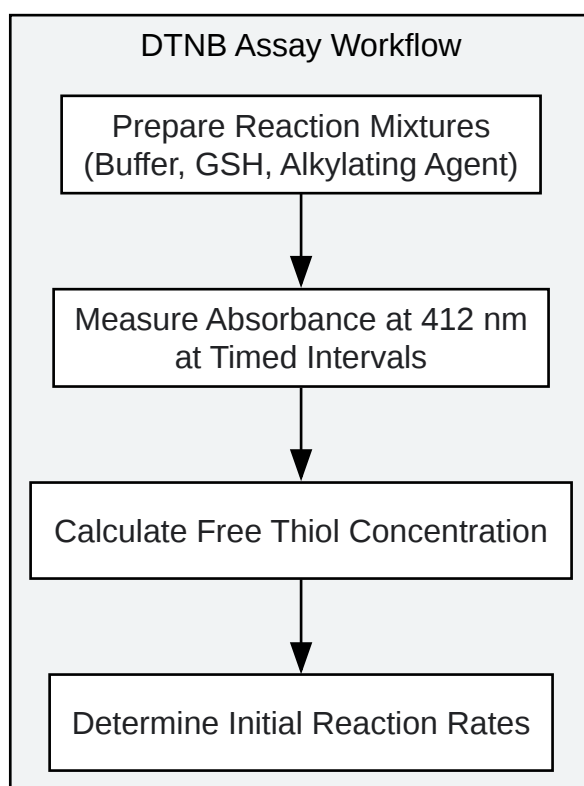 DTNB Assay Workflow
Prepare Reaction Mixtures
(Buffer, GSH, Alkylating Agent)
Measure Absorbance at 412 nm
at Timed Intervals
Calculate Free Thiol Concentration
Determine Initial Reaction Rates